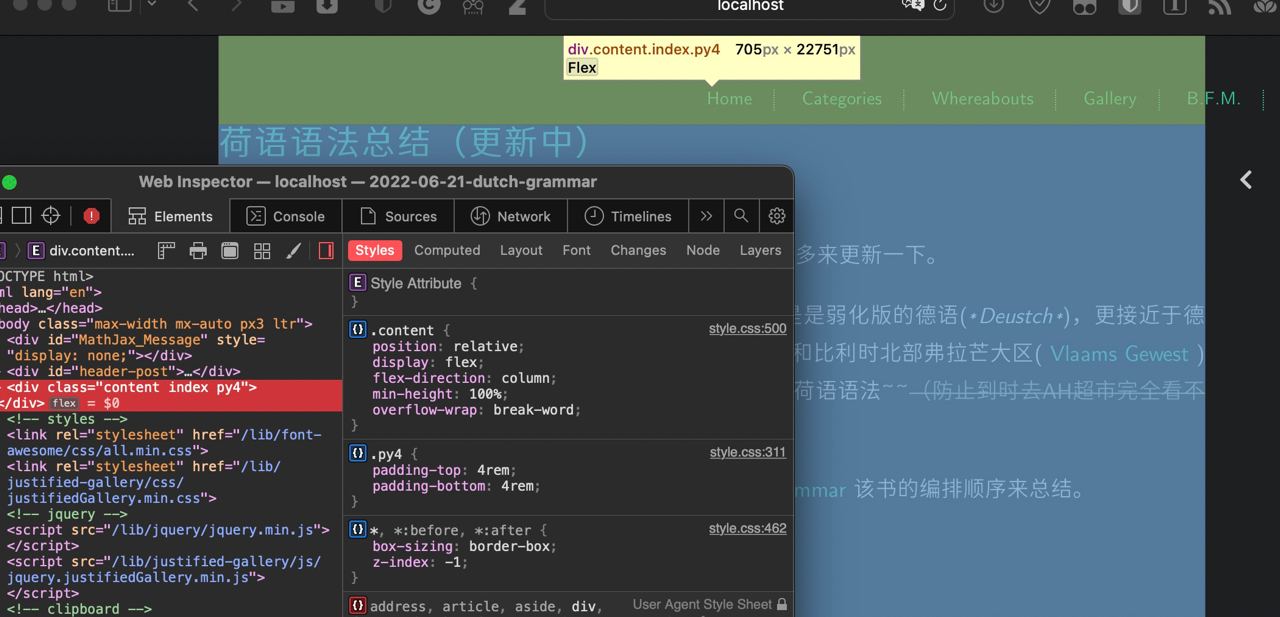 localhost
div.content.index.py4 705px × 22751px
Flex
Home Categories Whereabouts Gallery B.F.M.
荷语语法总结（更新中）
Web Inspector — localhost — 2022-06-21-dutch-grammar
Elements Console Sources Network Timelines
E div.content....
Styles Computed Layout Font Changes Node Layers
OCTYPE html>
ml lang="en">
head>…</head>
body class="max-width mx-auto px3 ltr">
<div id="MathJax_Message" style=
"display: none;"></div>
<div id="header-post">…</div>
<div class="content index py4">
</div> flex = $0
<!-- styles -->
<link rel="stylesheet" href="/lib/font-
awesome/css/all.min.css">
<link rel="stylesheet" href="/lib/
justified-gallery/css/
justifiedGallery.min.css">
<!-- jquery -->
<script src="/lib/jquery/jquery.min.js">
</script>
<script src="/lib/justified-gallery/js/
jquery.justifiedGallery.min.js">
</script>
<!-- clipboard -->
E Style Attribute {
}
.content { style.css:500
position: relative;
display: flex;
flex-direction: column;
min-height: 100%;
overflow-wrap: break-word;
}
.py4 { style.css:311
padding-top: 4rem;
padding-bottom: 4rem;
}
*, *:before, *:after { style.css:462
box-sizing: border-box;
z-index: -1;
}
address, article, aside, div, User Agent Style Sheet
多来更新一下。
是弱化版的德语(⋆Deustch⋆)，更接近于德
和比利时北部弗拉芒大区( Vlaams Gewest )
荷语语法~~（防止到时去AH超市完全看不
mmar 该书的编排顺序来总结。